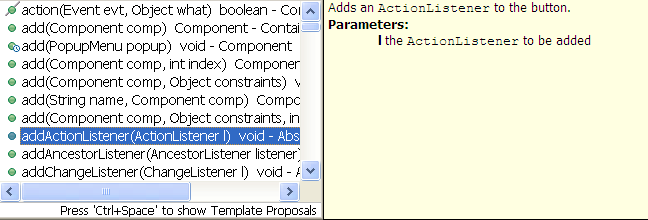 action(Event evt, Object what)  boolean - Con
add(Component comp)  Component - Contai
add(PopupMenu popup)  void - Component
add(Component comp, int index)  Component
add(Component comp, Object constraints)  v
add(String name, Component comp)  Compo
add(Component comp, Object constraints, in
addActionListener(ActionListener l)  void - Abs
addAncestorListener(AncestorListener listener)
addChangeListener(ChangeListener l)  void - A
Press 'Ctrl+Space' to show Template Proposals
Adds an ActionListener to the button.
Parameters:
l the ActionListener to be added